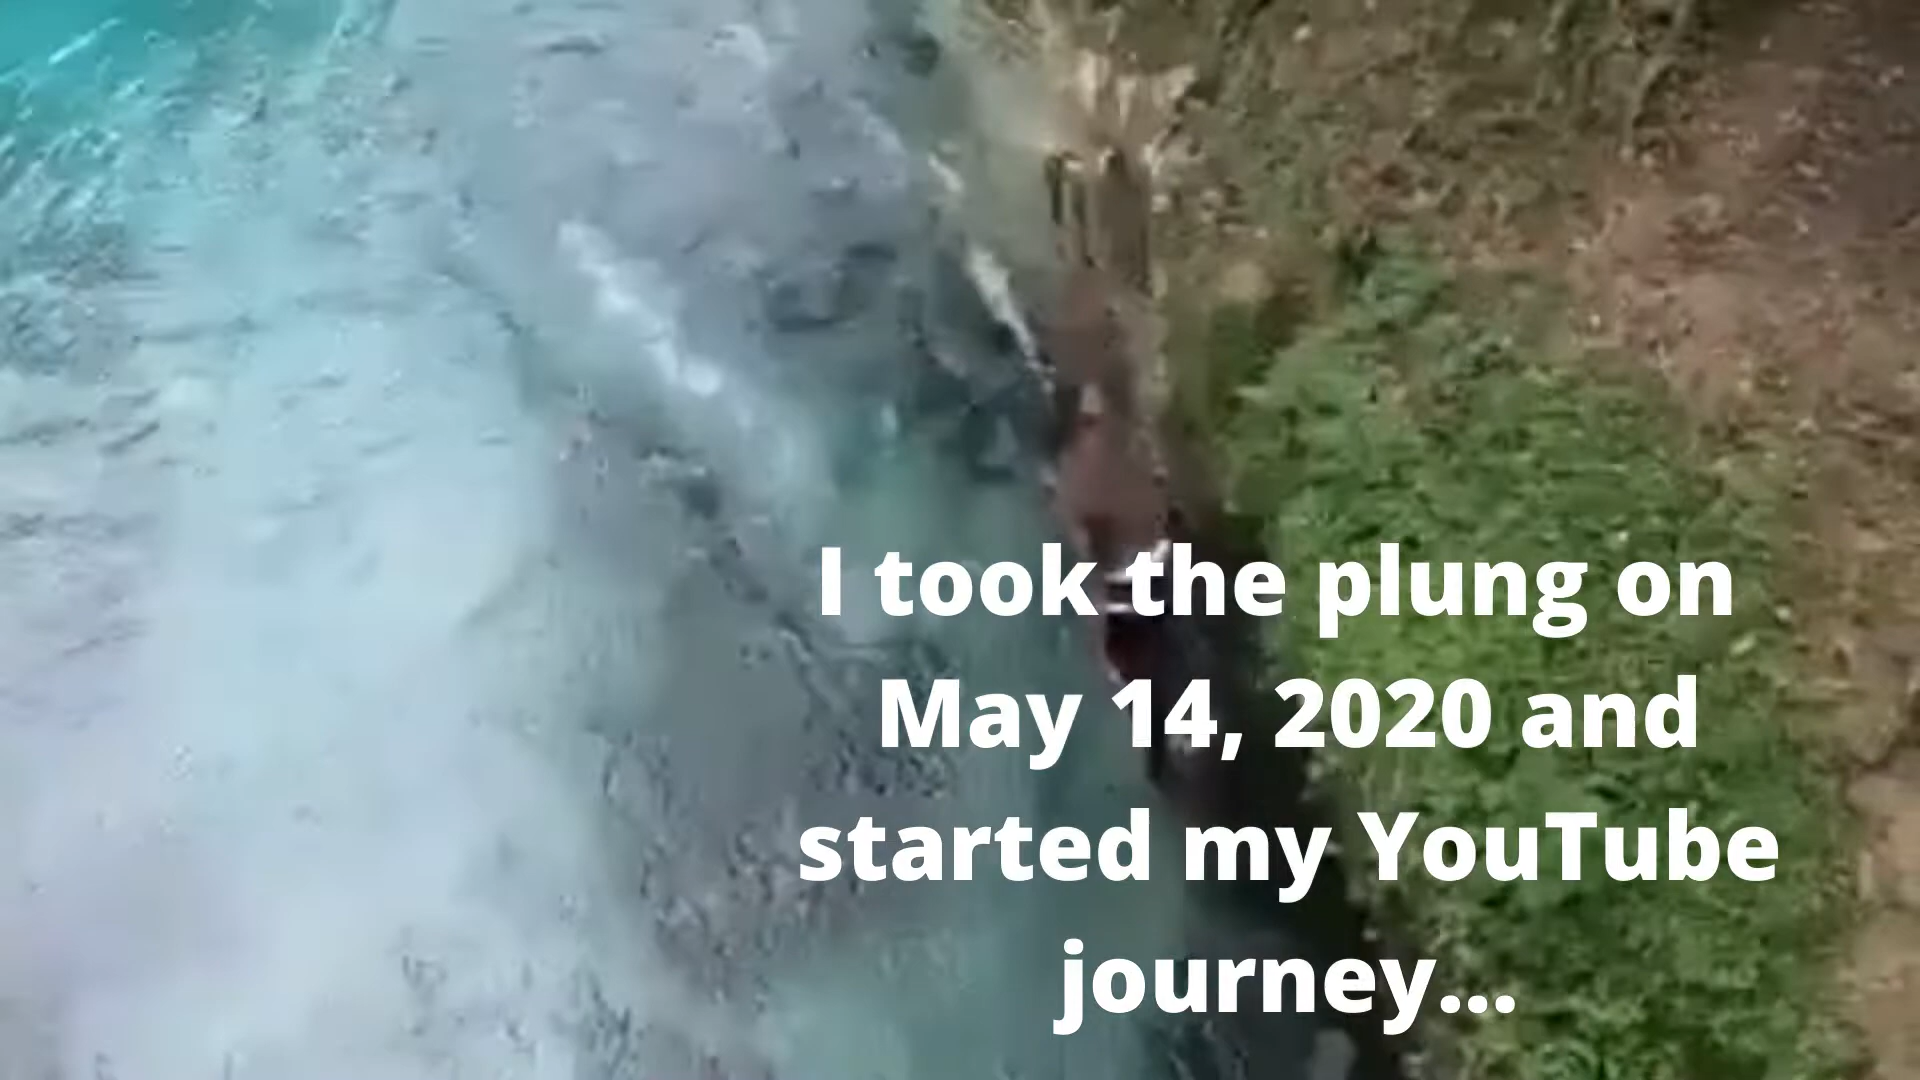 I took the plung on
May 14, 2020 and
started my YouTube
journey...